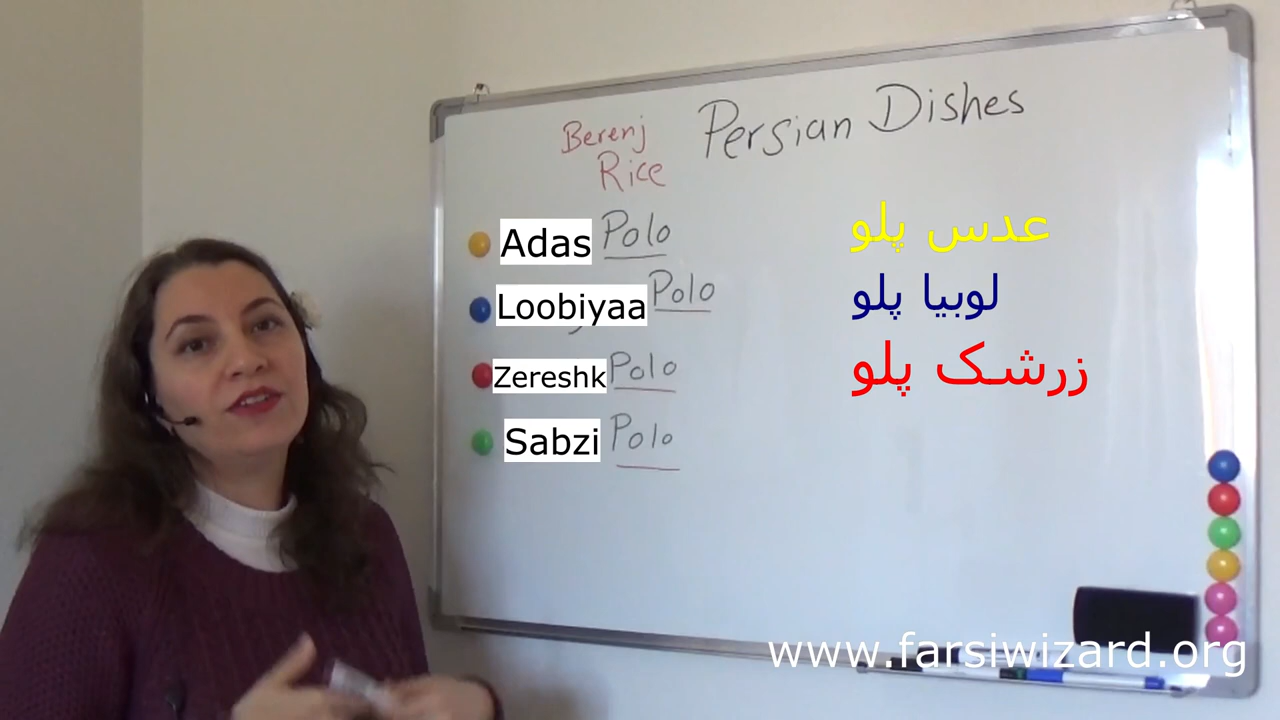 Persian Dishes
Berenj
Rice
Adas Polo
عدس پلو
Loobiyaa Polo
لوبیا پلو
Zereshk Polo
زرشک پلو
Sabzi Polo
www.farsiwizard.org